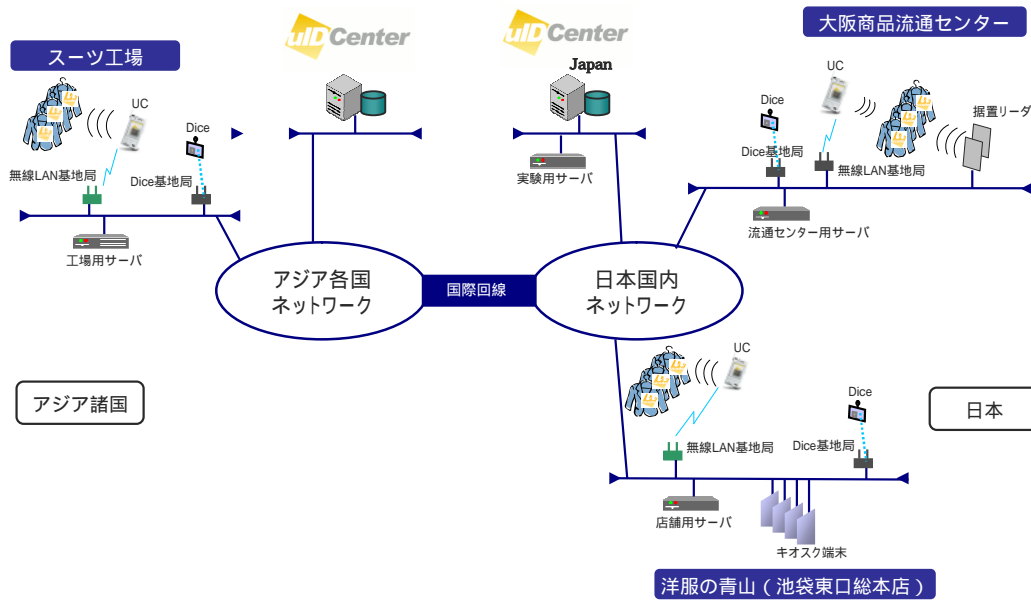 スーツ工場
UC
Dice
無線LAN基地局
Dice基地局
工場用サーバ
uIDCenter
uIDCenter
Japan
実験用サーバ
大阪商品流通センター
UC
Dice
据置リーダ
Dice基地局
無線LAN基地局
流通センター用サーバ
アジア各国
ネットワーク
国際回線
日本国内
ネットワーク
アジア諸国
日本
UC
Dice
無線LAN基地局
Dice基地局
店舗用サーバ
キオスク端末
洋服の青山(池袋東口総本店)